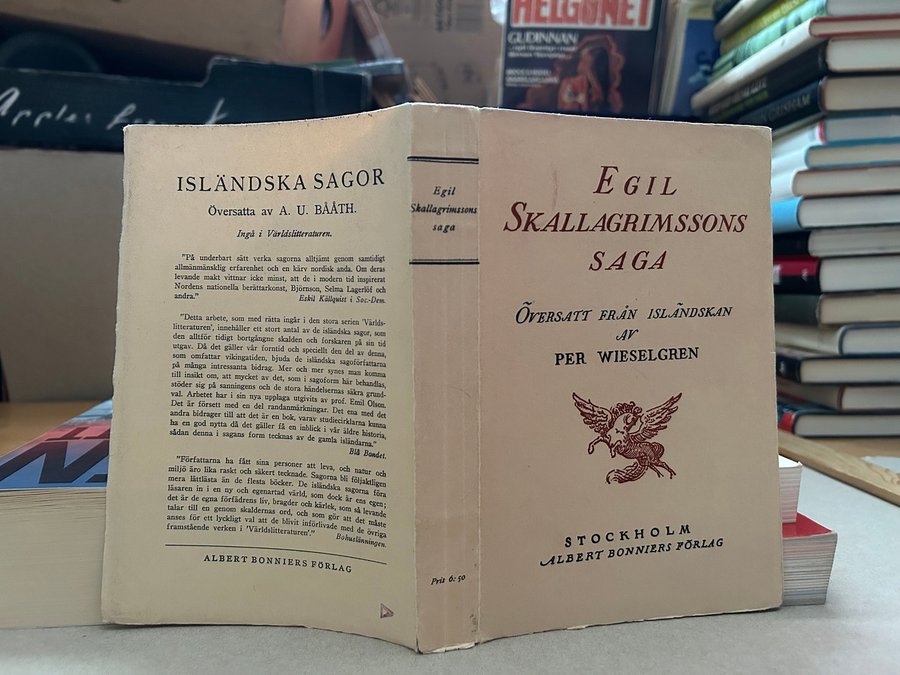 HELGONET
GUDINNAN
Apples
ISLÄNDSKA SAGOR
Översatta av A. U. BÅÅTH.
Ingå i Världslitteraturen.
"På underbart sätt verka sagorna alltjämt genom samtidigt
allmänmänsklig erfarenhet och en kärv nordisk anda. Om deras
levande makt vittnar icke minst, att de i modern tid inspirerat
Nordens nationella berättarkonst, Björnson, Selma Lagerlöf och
andra."
Eskil Källquist i Soc.-Dem.
"Detta arbete, som med rätta ingår i den stora serien 'Världs-
litteraturen', innehåller ett stort antal av de isländska sagor, som
den alltför tidigt bortgångne skalden och forskaren på sin tid
utgav. Då det gäller vår forntid och speciellt den del av denna,
som omfattar vikingatiden, bjuda de isländska sagoförfattarna
på många intressanta bidrag. Mer och mer synes man komma
till insikt om, att mycket av det, som i sagoform här behandlas,
stöder sig på sanningens och de stora händelsernas säkra grund-
val. Arbetet har i sin nya upplaga utgivits av prof. Emil Olson.
Det är försett med en del randanmärkningar. Det ena med det
andra bidrager till att det är en bok, varav studiecirklarna kunna
ha en god nytta då det gäller få en inblick i vår äldre historia,
sådan denna i sagans form tecknas av de gamla isländarna."
Blå Bandet.
"Författarna ha fått sina personer att leva, och natur och
miljö äro lika raskt och säkert tecknade. Sagorna bli följaktligen
mera lättlästa än de flesta böcker. De isländska sagorna föra
läsaren in i en ny och egenartad värld, som dock är ens egen;
det är de egna förfädrens liv, bragder och kärlek, som så levande
talar till en genom skaldernas ord, och som gör att det måste
anses för ett lyckligt val att de blivit införlivade med de övriga
framstående verken i 'Världslitteraturen'."
Bohuslänningen.
ALBERT BONNIERS FÖRLAG
Egil
Skallagrimssons
saga
Pris 6: 50
EGIL
SKALLAGRIMSSONS
SAGA
ÖVERSATT FRÅN ISLÄNDSKAN
AV
PER WIESELGREN
STOCKHOLM
ALBERT BONNIERS FÖRLAG
GRISHAM